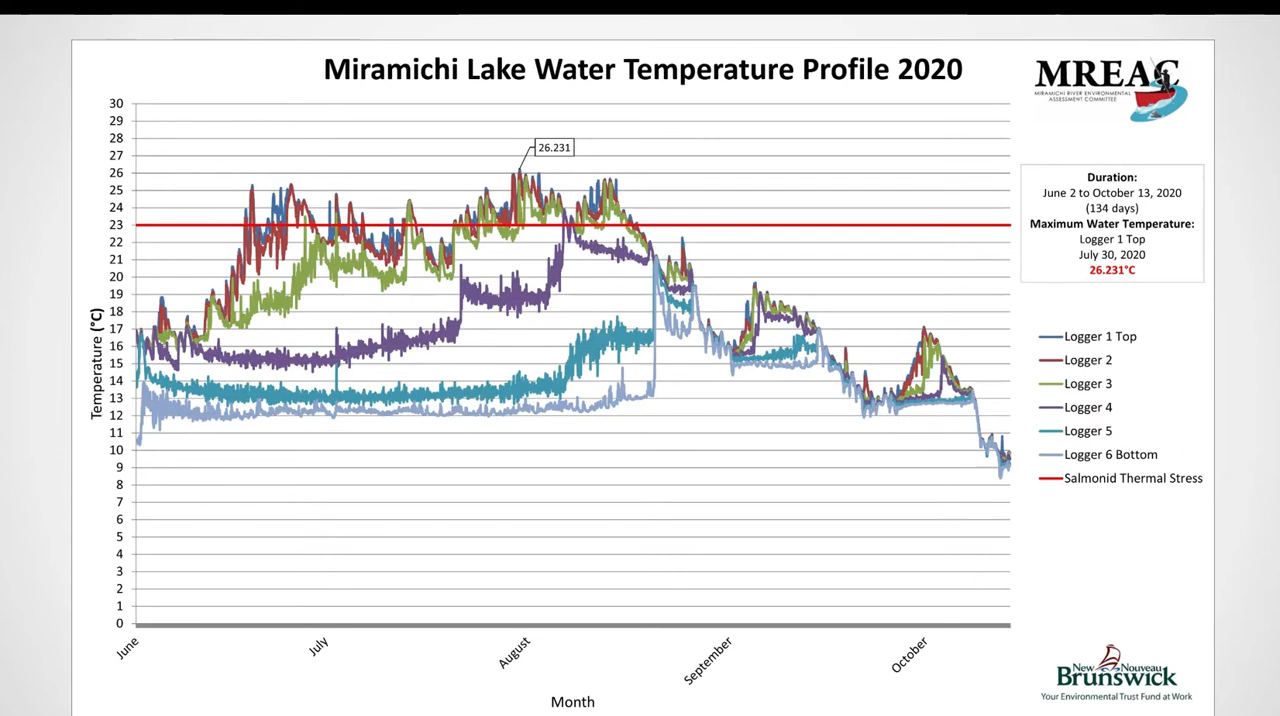 Miramichi Lake Water Temperature Profile 2020
MREAC
MIRAMICHI RIVER ENVIRONMENTAL
ASSESSMENT COMMITTEE
Duration:
June 2 to October 13, 2020
(134 days)
Maximum Water Temperature:
Logger 1 Top
July 30, 2020
26.231°C
Temperature (°C)
30
29
28
27
26
25
24
23
22
21
20
19
18
17
16
15
14
13
12
11
10
9
8
7
6
5
4
3
2
1
0
26.231
June
July
August
September
October
Month
Logger 1 Top
Logger 2
Logger 3
Logger 4
Logger 5
Logger 6 Bottom
Salmonid Thermal Stress
New Nouveau
Brunswick
Your Environmental Trust Fund at Work